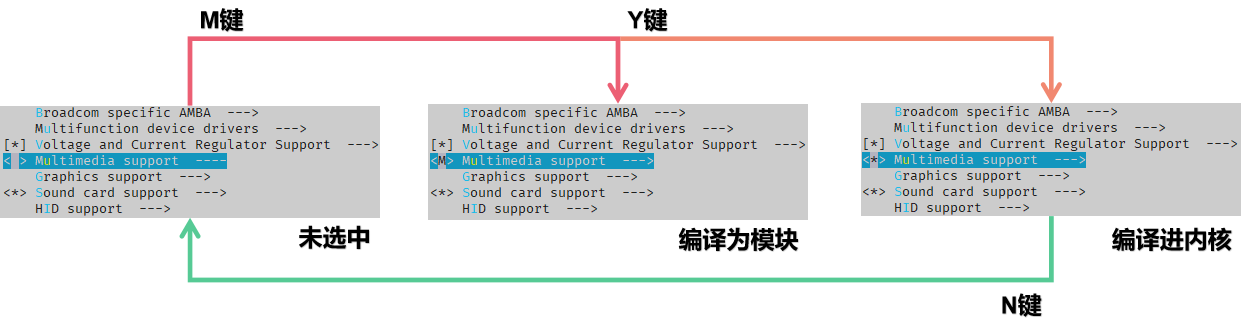 M键
Y键
Broadcom specific AMBA  --->
Multifunction device drivers  --->
[*] Voltage and Current Regulator Support  --->
< > Multimedia support  ----
Graphics support  --->
<*> Sound card support  --->
HID support  --->
未选中
Broadcom specific AMBA  --->
Multifunction device drivers  --->
[*] Voltage and Current Regulator Support  --->
<M> Multimedia support  --->
Graphics support  --->
<*> Sound card support  --->
HID support  --->
编译为模块
Broadcom specific AMBA  --->
Multifunction device drivers  --->
[*] Voltage and Current Regulator Support  --->
<*> Multimedia support  --->
Graphics support  --->
<*> Sound card support  --->
HID support  --->
编译进内核
N键